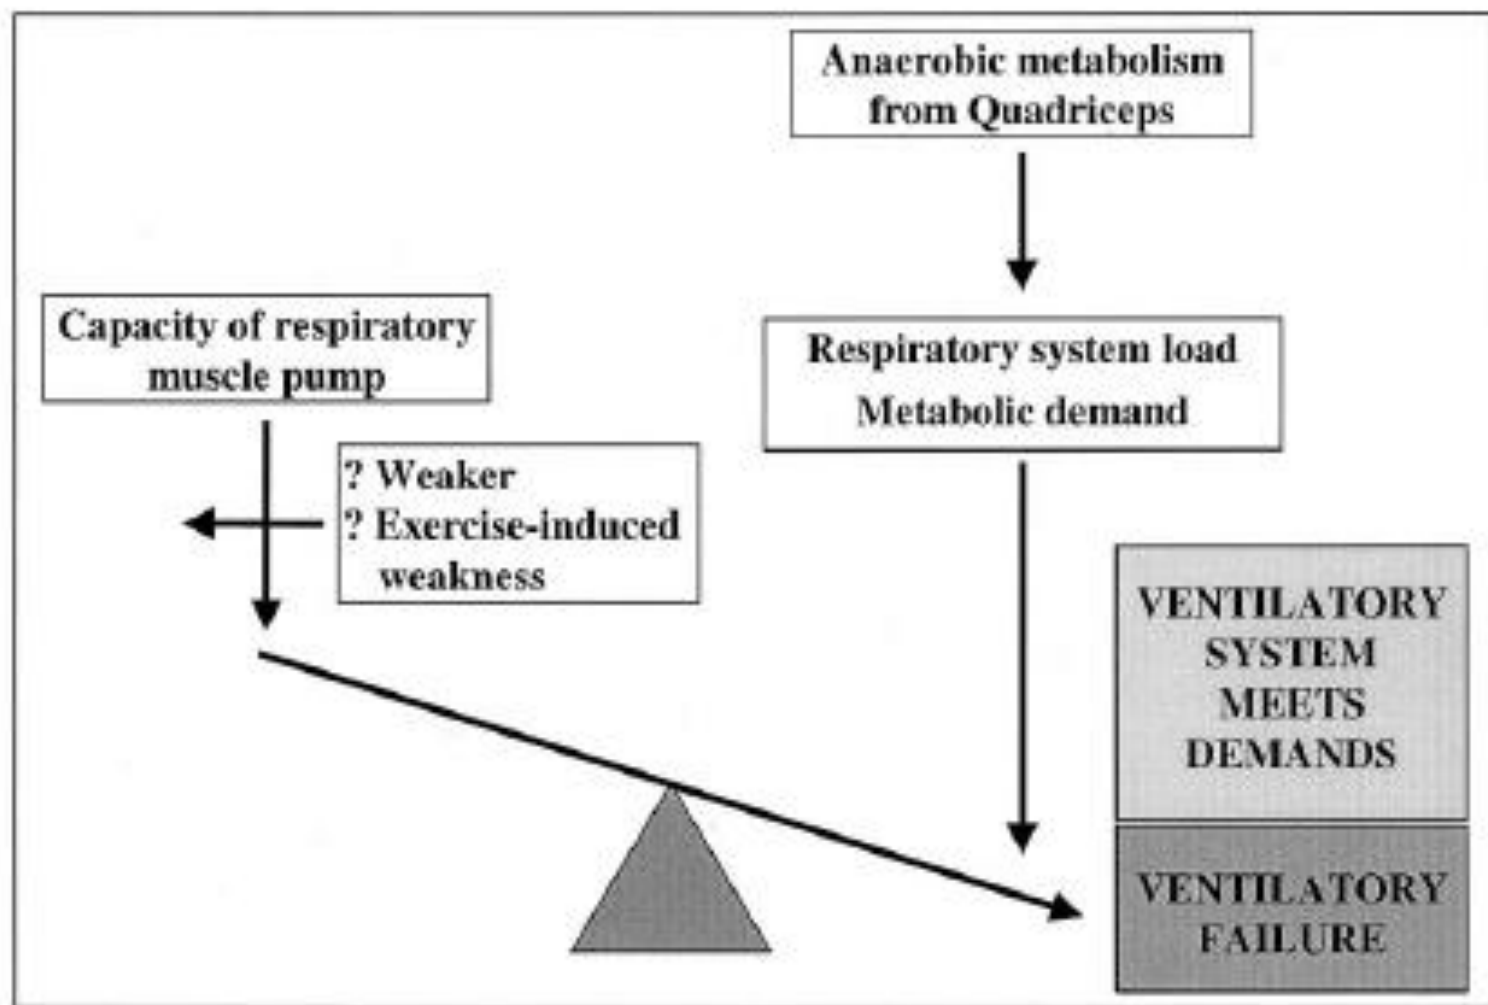 Anaerobic metabolism
from Quadriceps
Capacity of respiratory
muscle pump
Respiratory system load
Metabolic demand
? Weaker
? Exercise-induced
weakness
VENTILATORY
SYSTEM
MEETS
DEMANDS
VENTILATORY
FAILURE